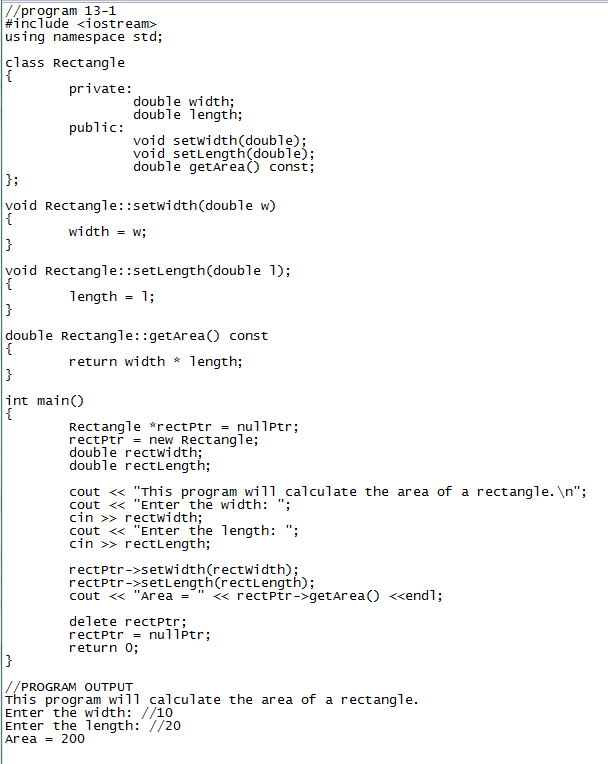 //program 13-1
#include <iostream>
using namespace std;

class Rectangle
{
        private:
                double width;
                double length;
        public:
                void setWidth(double);
                void setLength(double);
                double getArea() const;
};

void Rectangle::setWidth(double w)
{
        width = w;
}

void Rectangle::setLength(double l);
{
        length = l;
}

double Rectangle::getArea() const
{
        return width * length;
}

int main()
{
        Rectangle *rectPtr = nullPtr;
        rectPtr = new Rectangle;
        double rectWidth;
        double rectLength;

        cout << "This program will calculate the area of a rectangle.\n";
        cout << "Enter the width: ";
        cin >> rectWidth;
        cout << "Enter the length: ";
        cin >> rectLength;

        rectPtr->setWidth(rectWidth);
        rectPtr->setLength(rectLength);
        cout << "Area = " << rectPtr->getArea() <<endl;

        delete rectPtr;
        rectPtr = nullPtr;
        return 0;
}

//PROGRAM OUTPUT
This program will calculate the area of a rectangle.
Enter the width: //10
Enter the length: //20
Area = 200